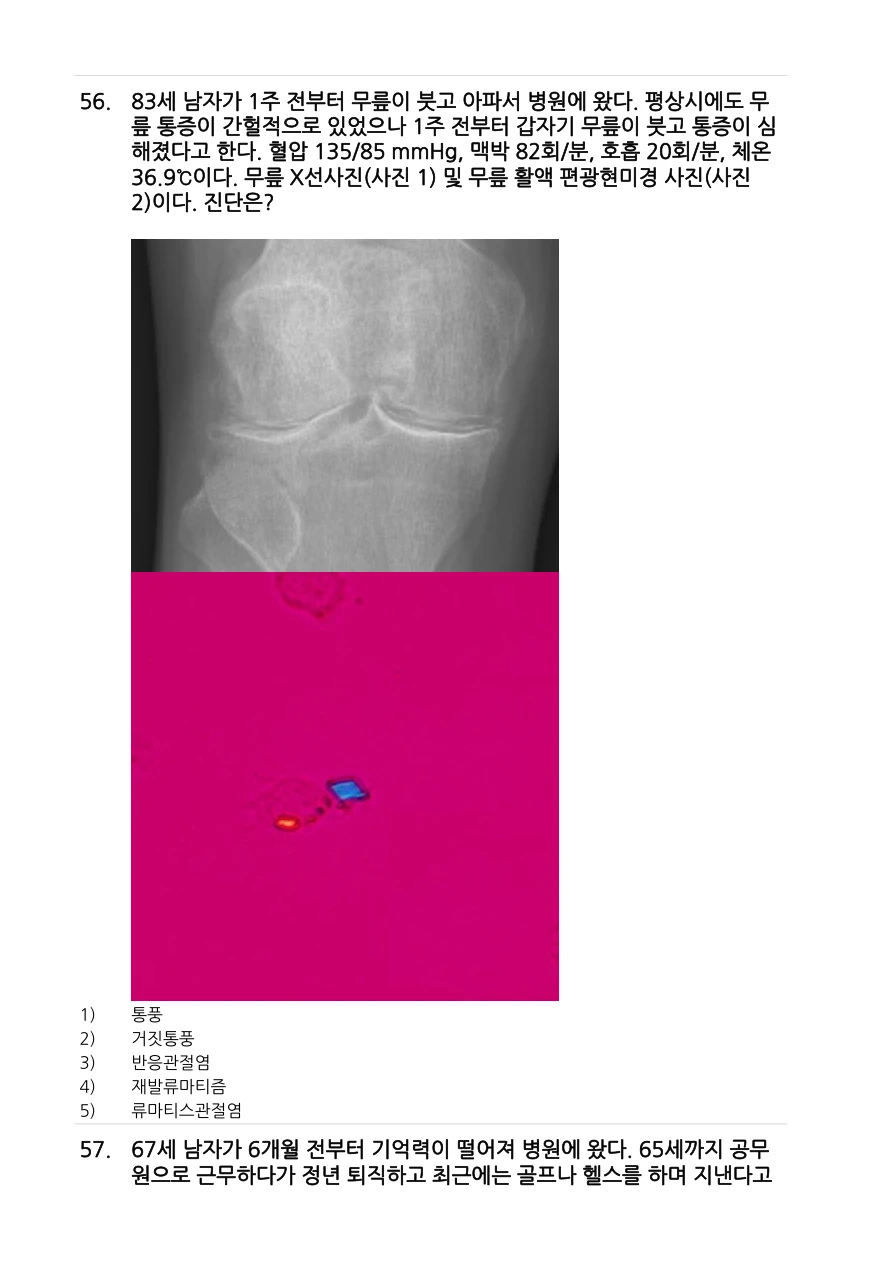 56. 83세 남자가 1주 전부터 무릎이 붓고 아파서 병원에 왔다. 평상시에도 무
릎 통증이 간헐적으로 있었으나 1주 전부터 갑자기 무릎이 붓고 통증이 심
해졌다고 한다. 혈압 135/85 mmHg, 맥박 82회/분, 호흡 20회/분, 체온
36.9℃이다. 무릎 X선사진(사진 1) 및 무릎 활액 편광현미경 사진(사진
2)이다. 진단은?
1) 통풍
2) 거짓통풍
3) 반응관절염
4) 재발류마티즘
5) 류마티스관절염
57. 67세 남자가 6개월 전부터 기억력이 떨어져 병원에 왔다. 65세까지 공무
원으로 근무하다가 정년 퇴직하고 최근에는 골프나 헬스를 하며 지낸다고